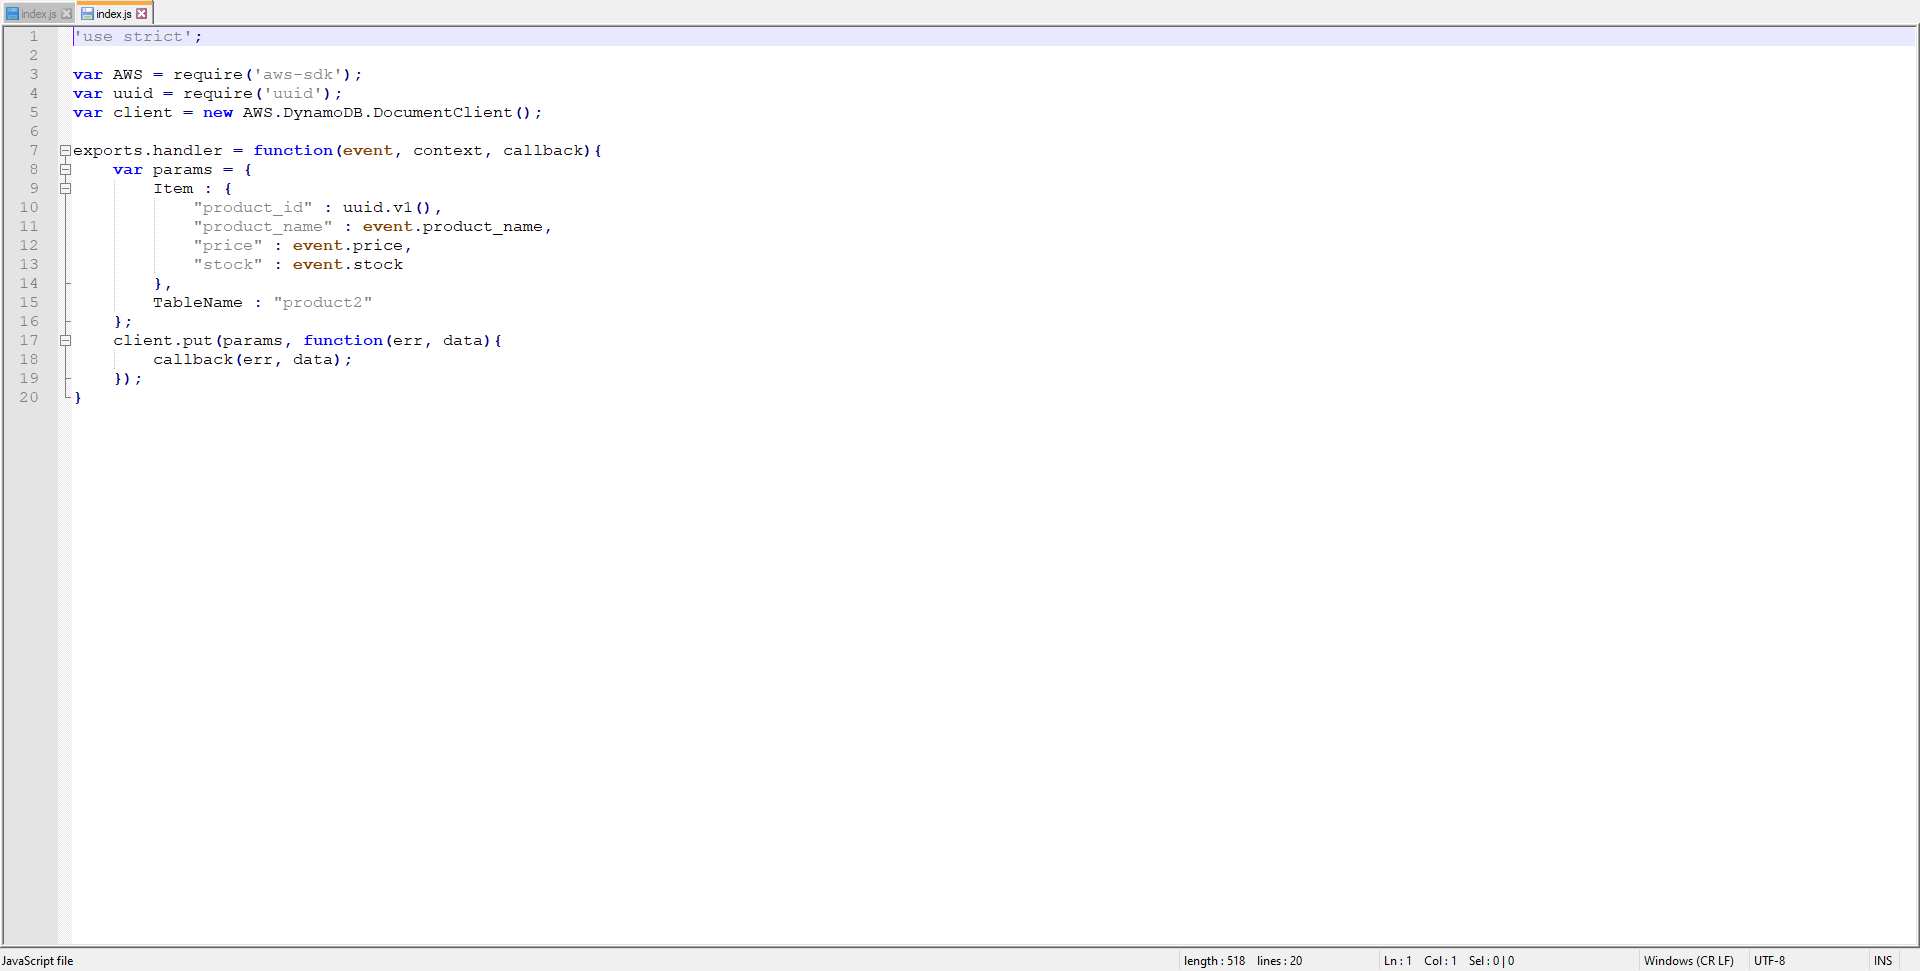 index.js index.js
1 'use strict';
2
3 var AWS = require('aws-sdk');
4 var uuid = require('uuid');
5 var client = new AWS.DynamoDB.DocumentClient();
6
7 exports.handler = function(event, context, callback){
8     var params = {
9         Item : {
10             "product_id" : uuid.v1(),
11             "product_name" : event.product_name,
12             "price" : event.price,
13             "stock" : event.stock
14         },
15         TableName : "product2"
16     };
17     client.put(params, function(err, data){
18         callback(err, data);
19     });
20 }
JavaScript file length : 518 lines : 20 Ln : 1 Col : 1 Sel : 0 | 0 Windows (CR LF) UTF-8 INS